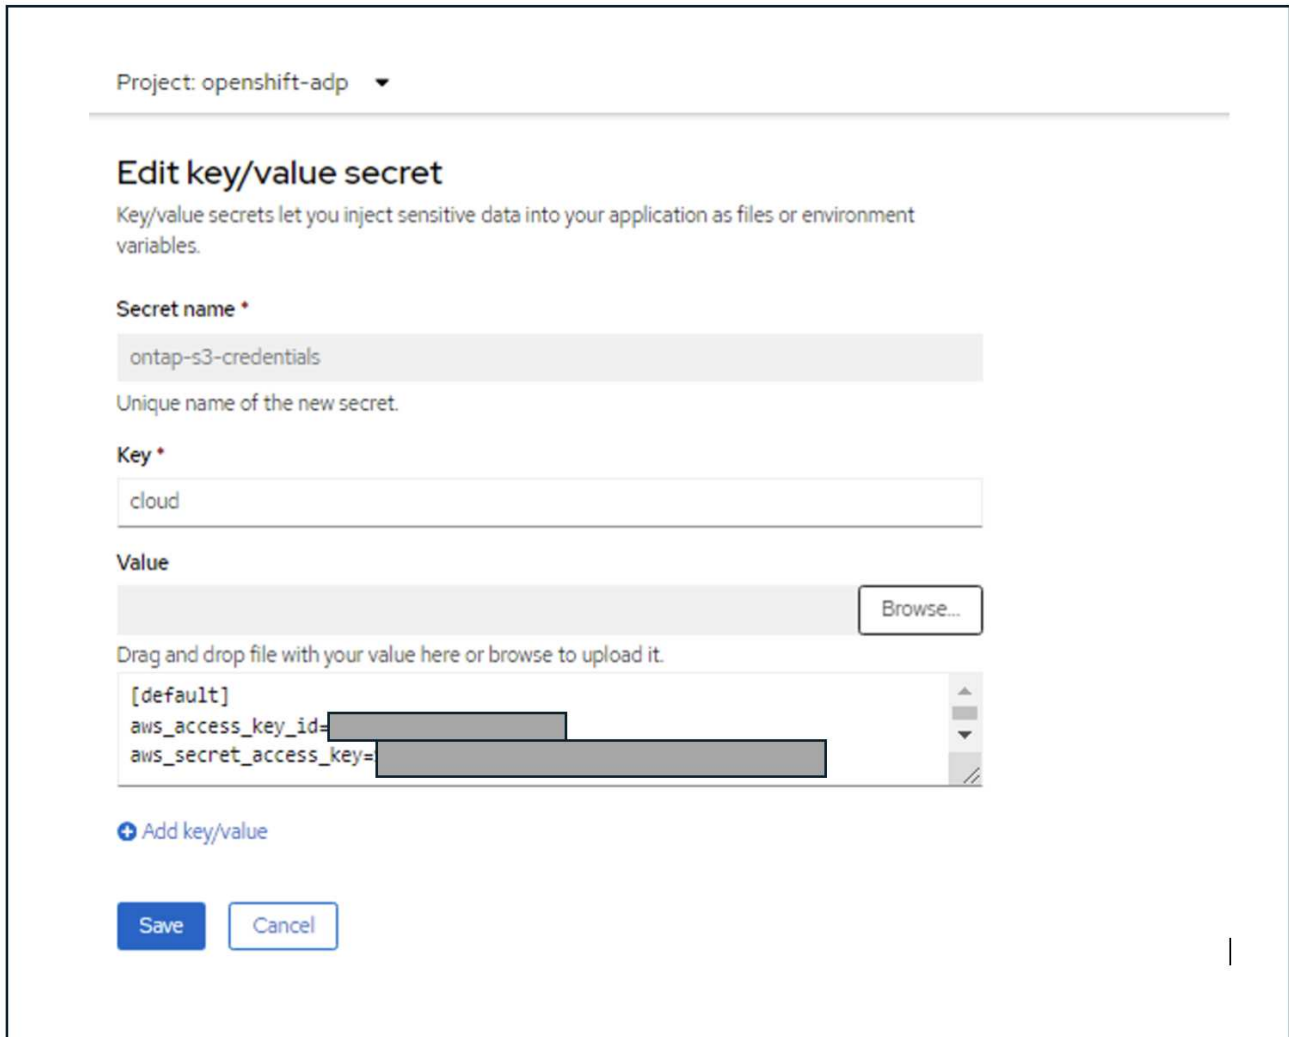 Project: openshift-adp
Edit key/value secret
Key/value secrets let you inject sensitive data into your application as files or environment
variables.
Secret name *
ontap-s3-credentials
Unique name of the new secret.
Key *
cloud
Value
Browse...
Drag and drop file with your value here or browse to upload it.
[default]
aws_access_key_id=
aws_secret_access_key=
Add key/value
Save
Cancel